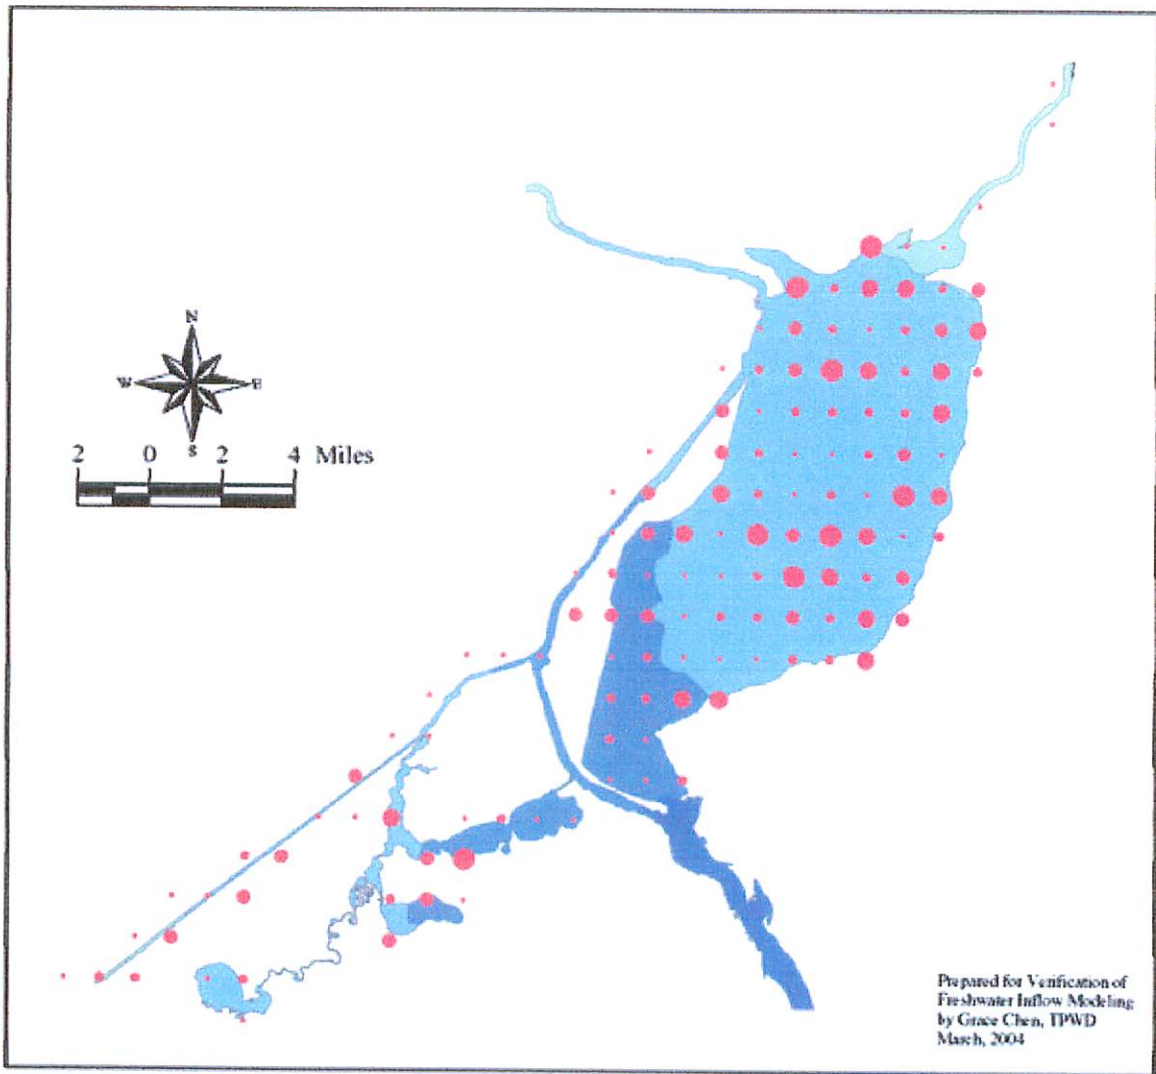 N
W E
S
2 0 2 4 Miles
Prepared for Verification of
Freshwater Inflow Modeling
by Grace Chen, TPWD
March, 2004